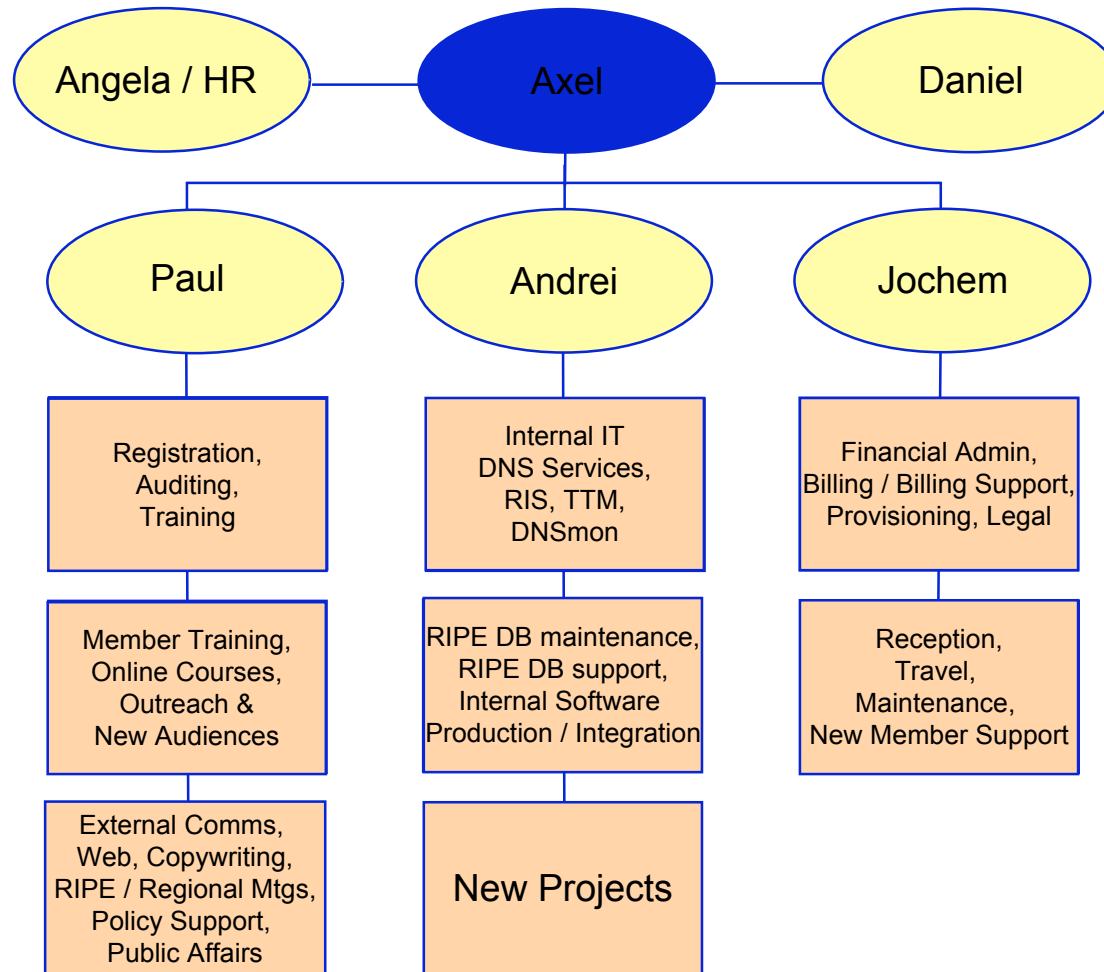 Angela / HR
Axel
Daniel
Paul
Andrei
Jochem
Registration,
Auditing,
Training
Internal IT
DNS Services,
RIS, TTM,
DNSmon
Financial Admin,
Billing / Billing Support,
Provisioning, Legal
Member Training,
Online Courses,
Outreach &
New Audiences
RIPE DB maintenance,
RIPE DB support,
Internal Software
Production / Integration
Reception,
Travel,
Maintenance,
New Member Support
External Comms,
Web, Copywriting,
RIPE / Regional Mtgs,
Policy Support,
Public Affairs
New Projects